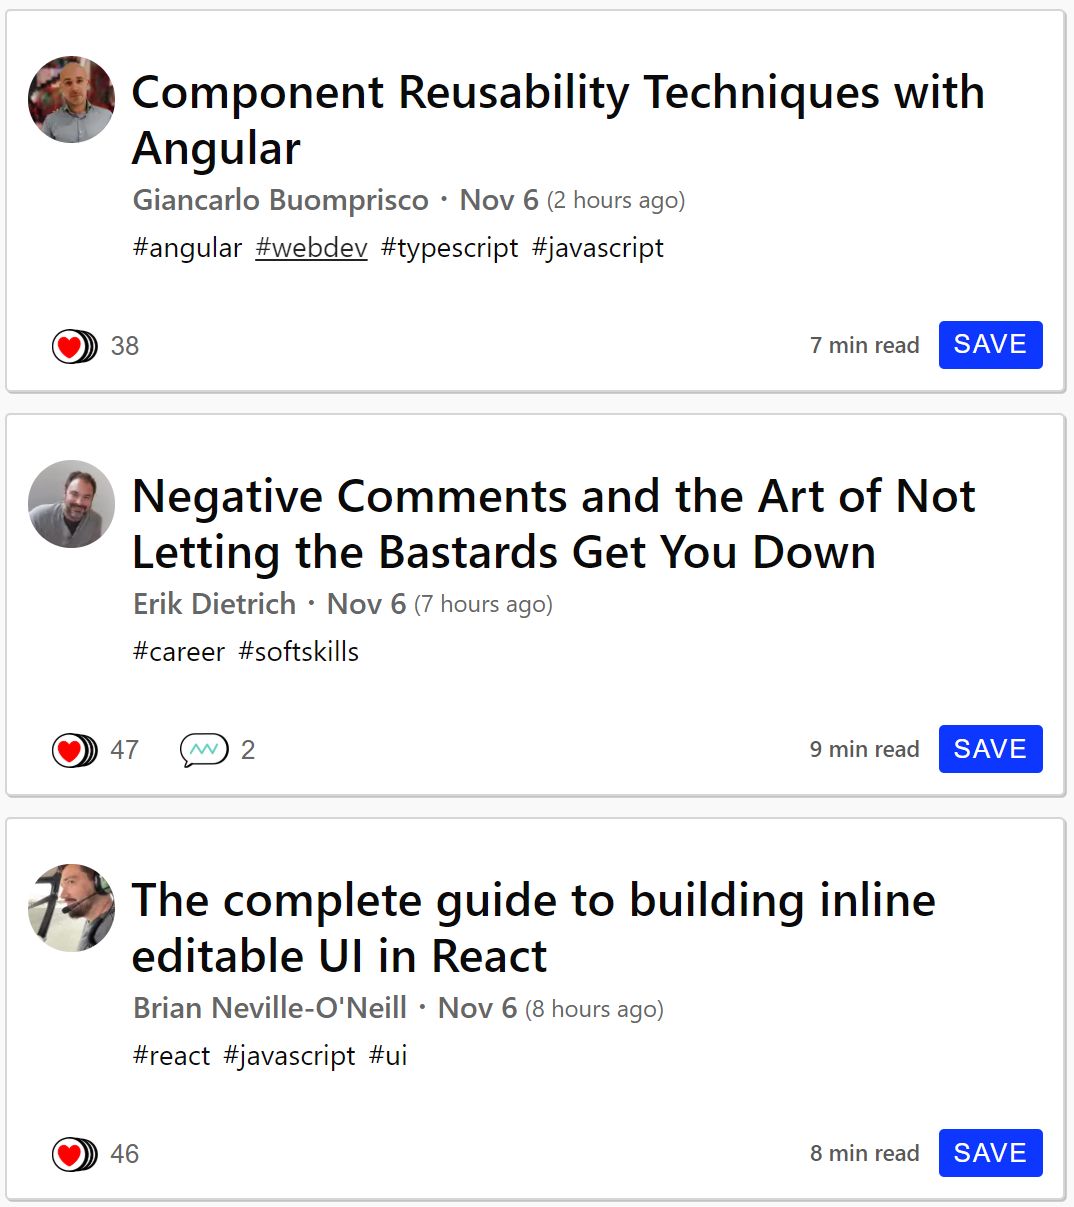 Component Reusability Techniques with
Angular
Giancarlo Buomprisco · Nov 6 (2 hours ago)
#angular #webdev #typescript #javascript
38 7 min read SAVE
Negative Comments and the Art of Not
Letting the Bastards Get You Down
Erik Dietrich · Nov 6 (7 hours ago)
#career #softskills
47 2 9 min read SAVE
The complete guide to building inline
editable UI in React
Brian Neville-O'Neill · Nov 6 (8 hours ago)
#react #javascript #ui
46 8 min read SAVE